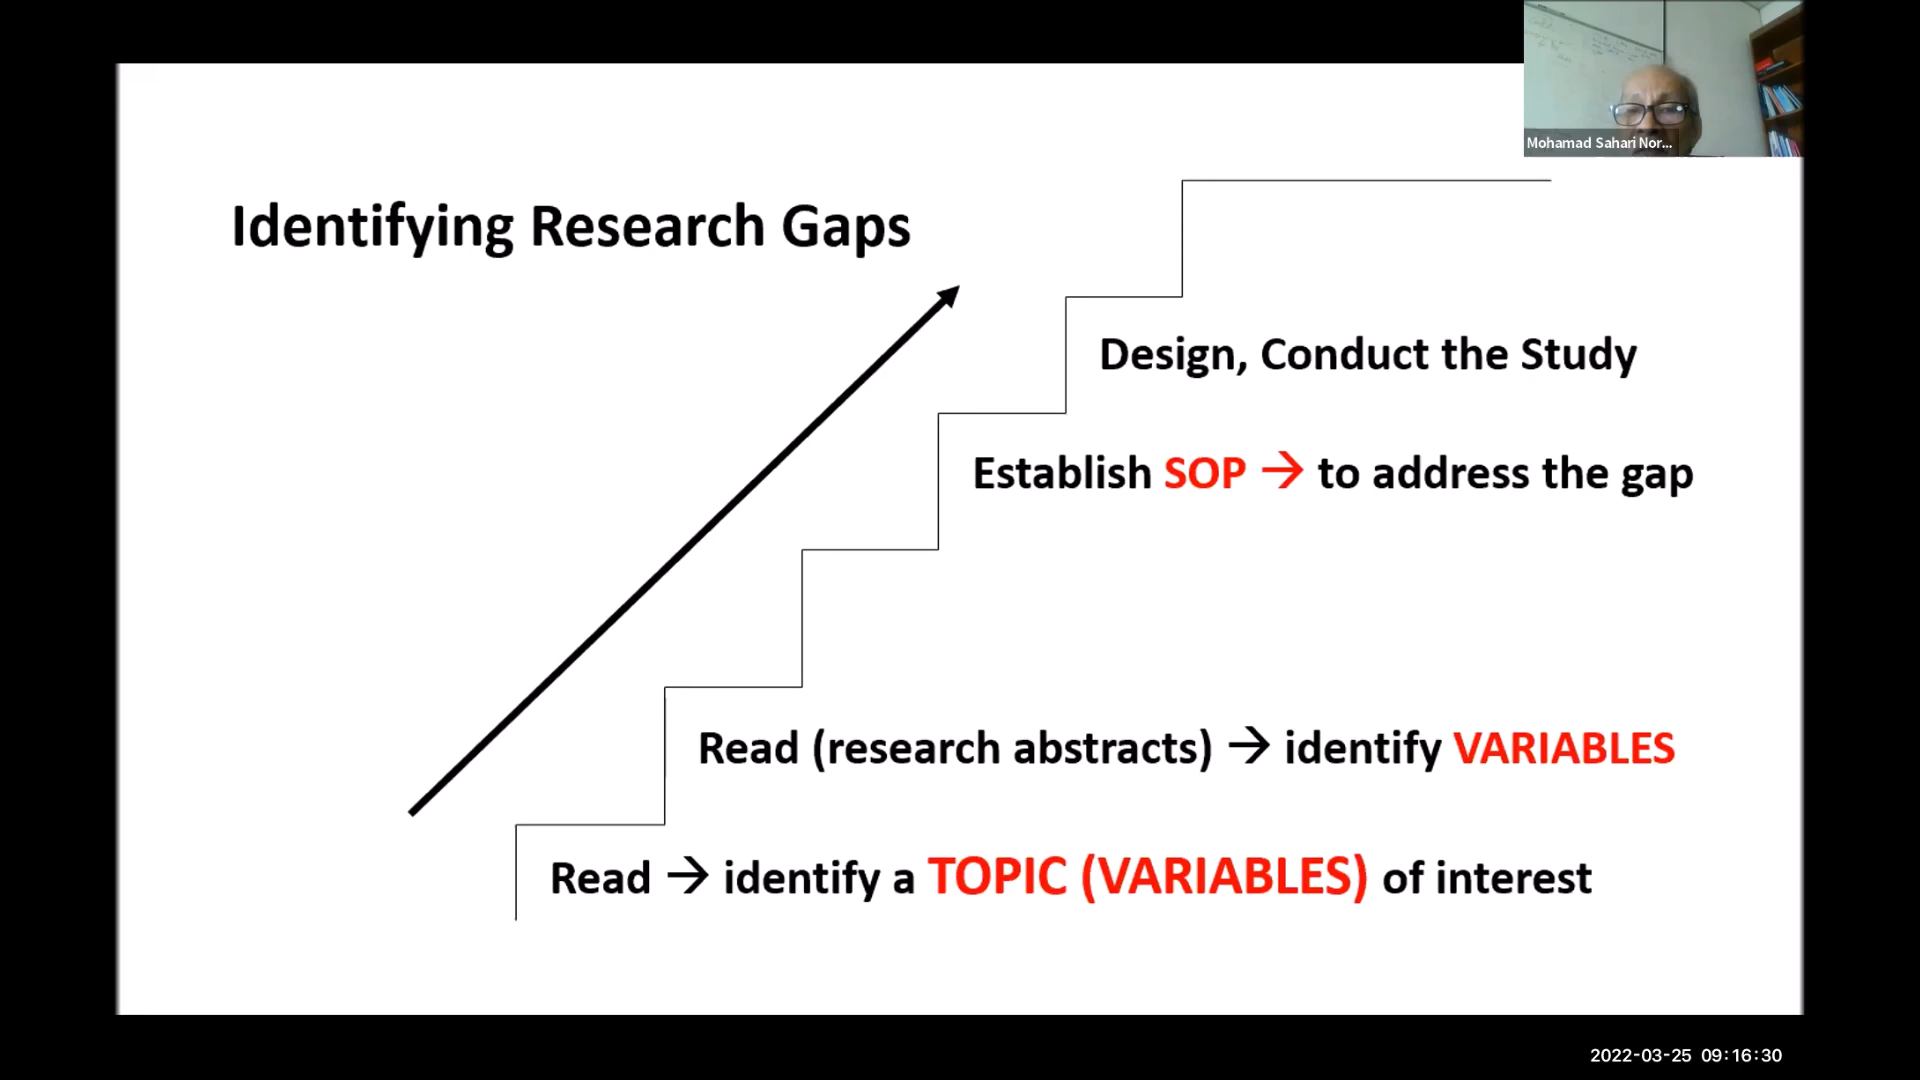 Mohamad Sahari Nor...
Identifying Research Gaps
Design, Conduct the Study
Establish SOP → to address the gap
Read (research abstracts) → identify VARIABLES
Read → identify a TOPIC (VARIABLES) of interest
2022-03-25 09:16:30